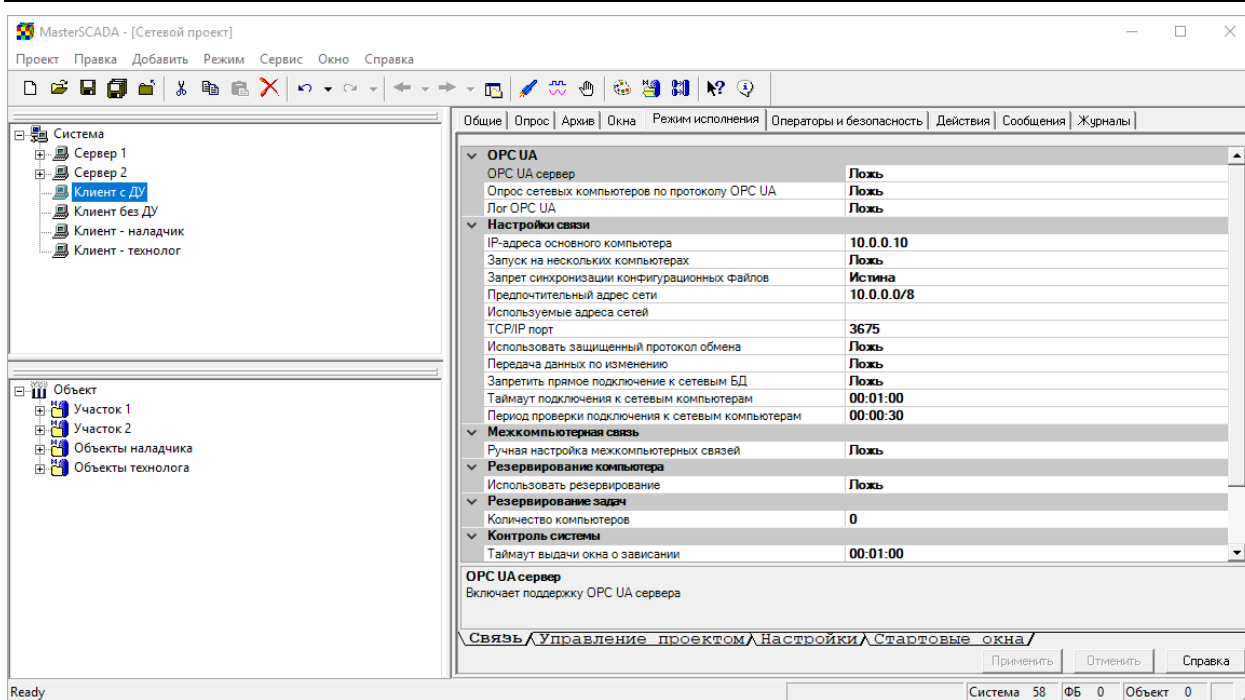 MasterSCADA - [Сетевой проект]
Проект Правка Добавить Режим Сервис Окно Справка
Система
Сервер 1
Сервер 2
Клиент с ДУ
Клиент без ДУ
Клиент - наладчик
Клиент - технолог
Объект
Участок 1
Участок 2
Объекты наладчика
Объекты технолога
Общие Опрос Архив Окна Режим исполнения Операторы и безопасность Действия Сообщения Журналы
OPC UA
OPC UA сервер Ложь
Опрос сетевых компьютеров по протоколу OPC UA Ложь
Лог OPC UA Ложь
Настройки связи
IP-адреса основного компьютера 10.0.0.10
Запуск на нескольких компьютерах Ложь
Запрет синхронизации конфигурационных файлов Истина
Предпочтительный адрес сети 10.0.0.0/8
Используемые адреса сетей
TCP/IP порт 3675
Использовать защищенный протокол обмена Ложь
Передача данных по изменению Ложь
Запретить прямое подключение к сетевым БД Ложь
Таймаут подключения к сетевым компьютерам 00:01:00
Период проверки подключения к сетевым компьютерам 00:00:30
Межкомпьютерная связь
Ручная настройка межкомпьютерных связей Ложь
Резервирование компьютера
Использовать резервирование Ложь
Резервирование задач
Количество компьютеров 0
Контроль системы
Таймаут выдачи окна о зависании 00:01:00
OPC UA сервер
Включает поддержку OPC UA сервера
Связь Управление проектом Настройки Стартовые окна
Применить Отменить Справка
Ready Система 58 ФБ 0 Объект 0